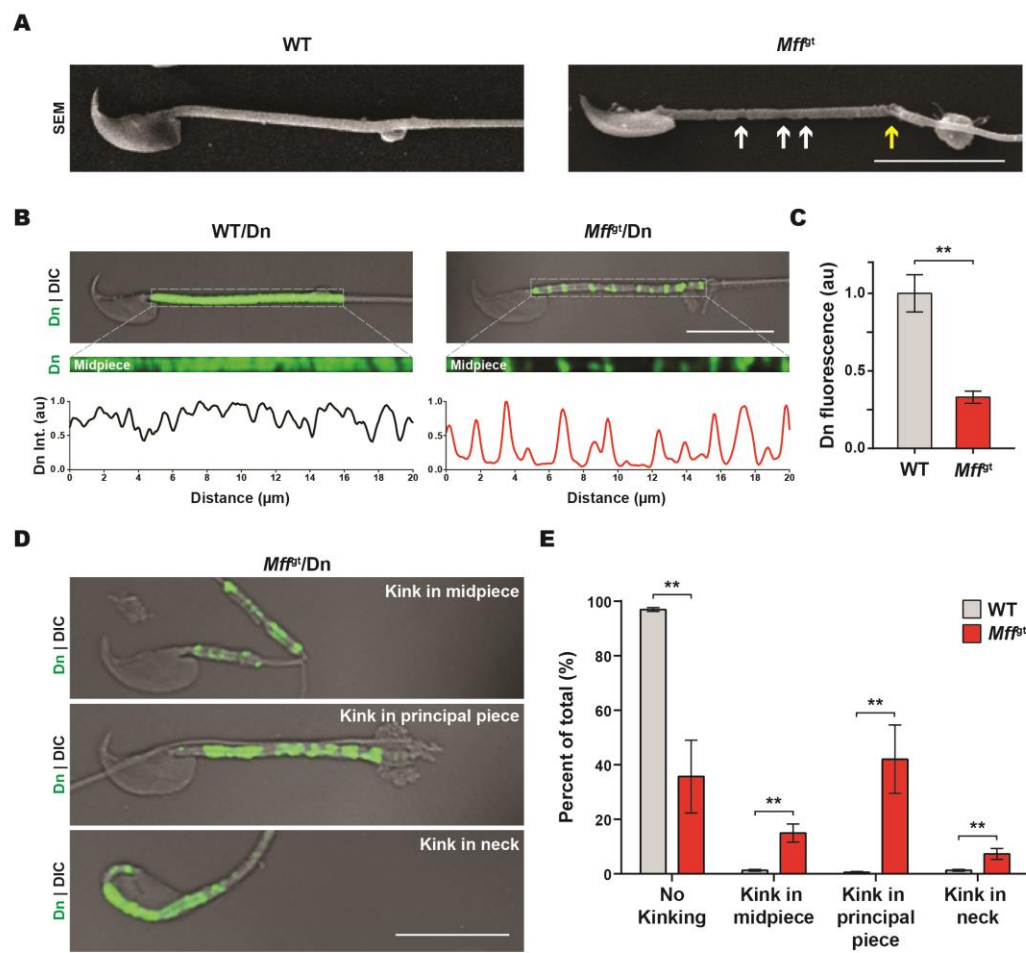 A
WT
Mffgt
SEM
B
WT/Dn
Mffgt/Dn
Dn | DIC
Dn
Midpiece
Midpiece
Dn Int. (au)
1.0
0.5
0.0
0 2 4 6 8 10 12 14 16 18 20
Distance (µm)
1.0
0.5
0.0
0 2 4 6 8 10 12 14 16 18 20
Distance (µm)
C
**
Dn fluorescence (au)
1.0
0.5
0.0
WT
Mffgt
D
Mffgt/Dn
Dn | DIC
Kink in midpiece
Dn | DIC
Kink in principal piece
Dn | DIC
Kink in neck
E
WT
Mffgt
Percent of total (%)
100
80
60
40
20
0
**
**
**
**
No
Kinking
Kink in
midpiece
Kink in
principal
piece
Kink in
neck